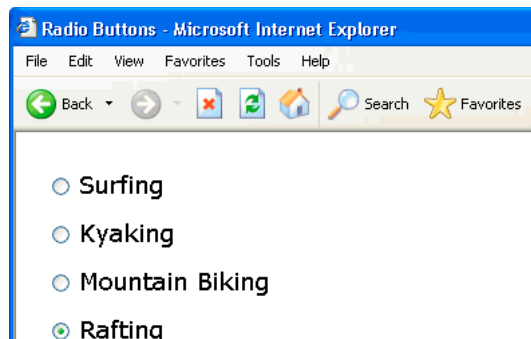 Radio Buttons - Microsoft Internet Explorer
File Edit View Favorites Tools Help
Back Search Favorites
Surfing
Kyaking
Mountain Biking
Rafting